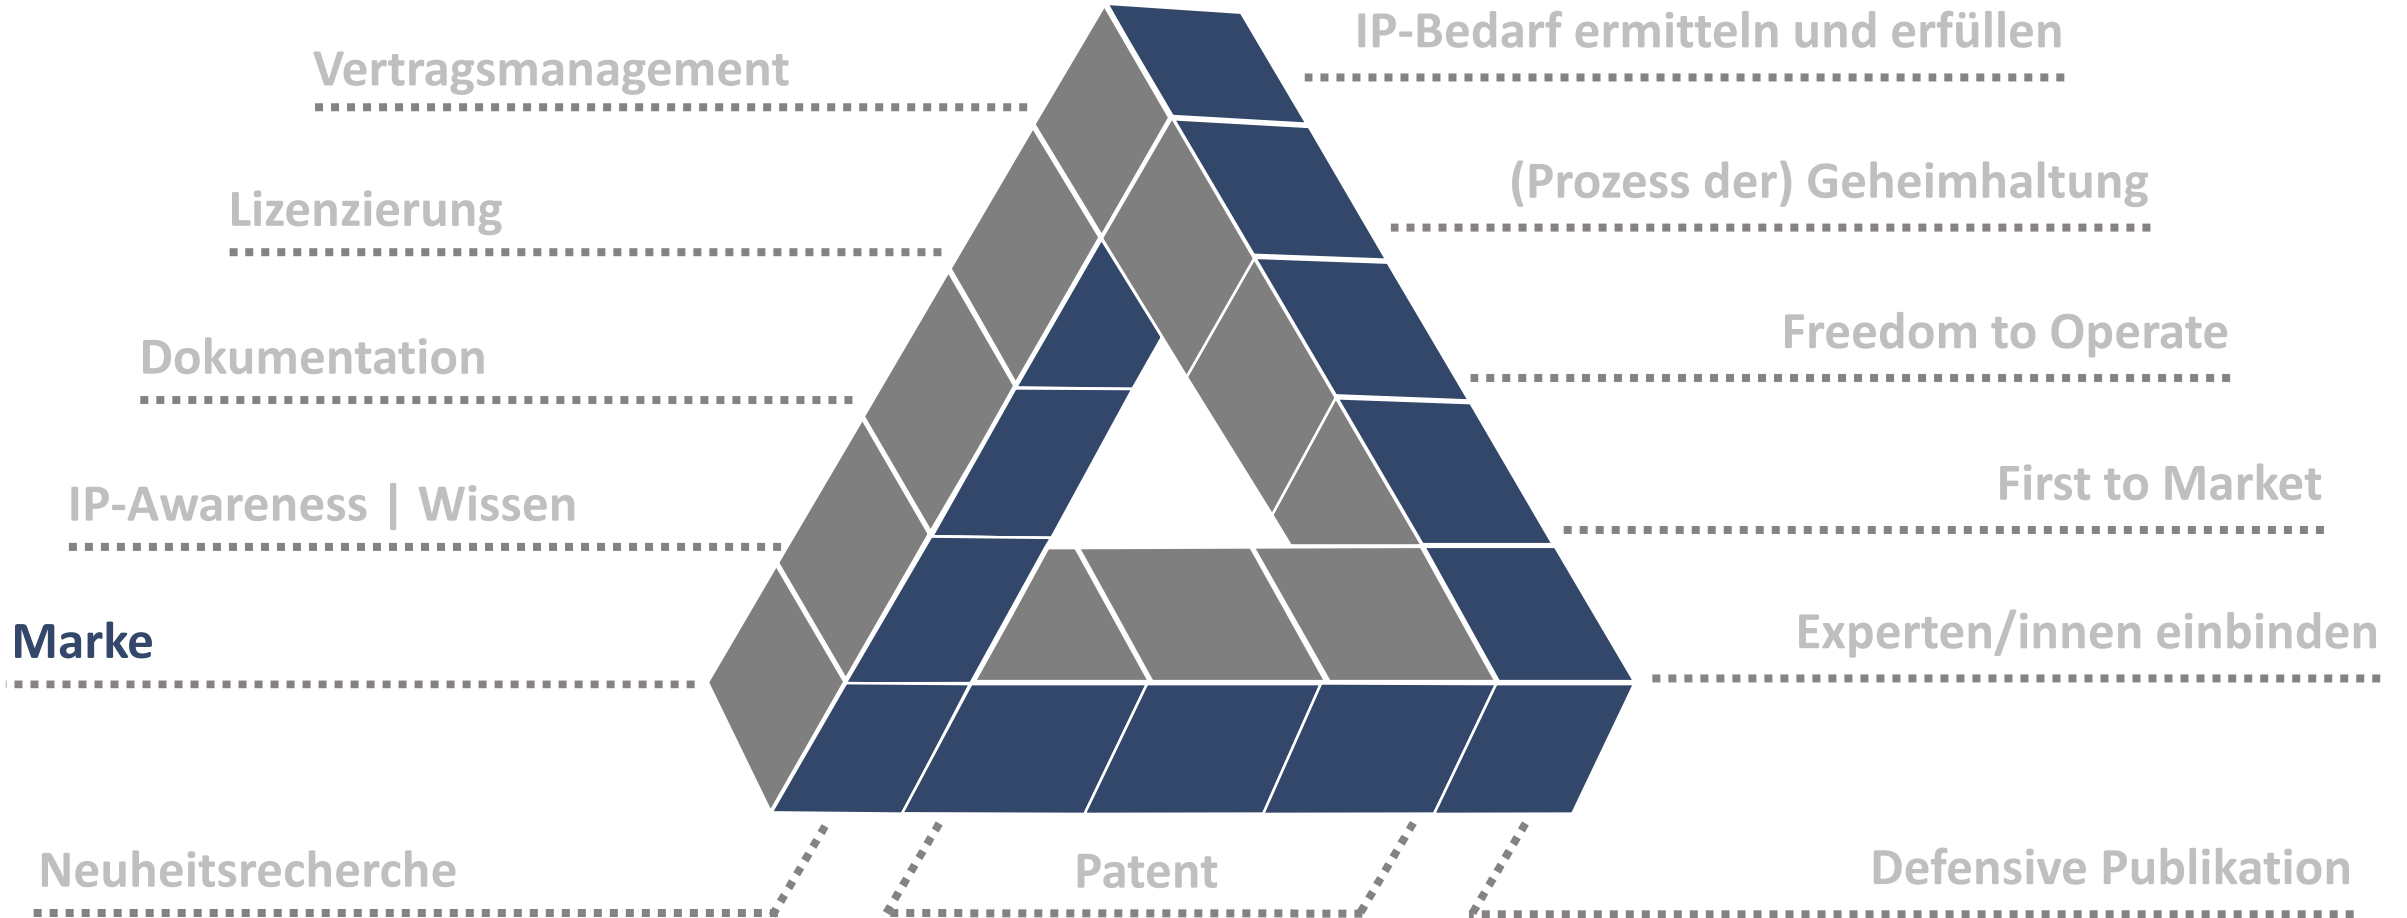 Vertragsmanagement
Lizenzierung
Dokumentation
IP-Awareness | Wissen
Marke
Neuheitsrecherche
Patent
IP-Bedarf ermitteln und erfüllen
(Prozess der) Geheimhaltung
Freedom to Operate
First to Market
Experten/innen einbinden
Defensive Publikation